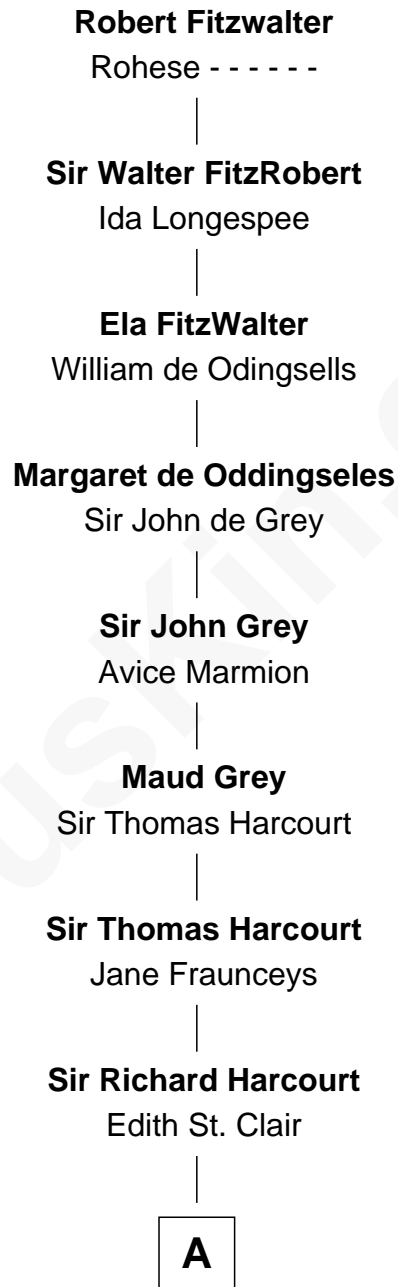 Robert Fitzwalter
Rohese - - - - - -
Sir Walter FitzRobert
Ida Longespee
Ela FitzWalter
William de Odingsells
Margaret de Oddingseles
Sir John de Grey
Sir John Grey
Avice Marmion
Maud Grey
Sir Thomas Harcourt
Sir Thomas Harcourt
Jane Fraunceys
Sir Richard Harcourt
Edith St. Clair
A